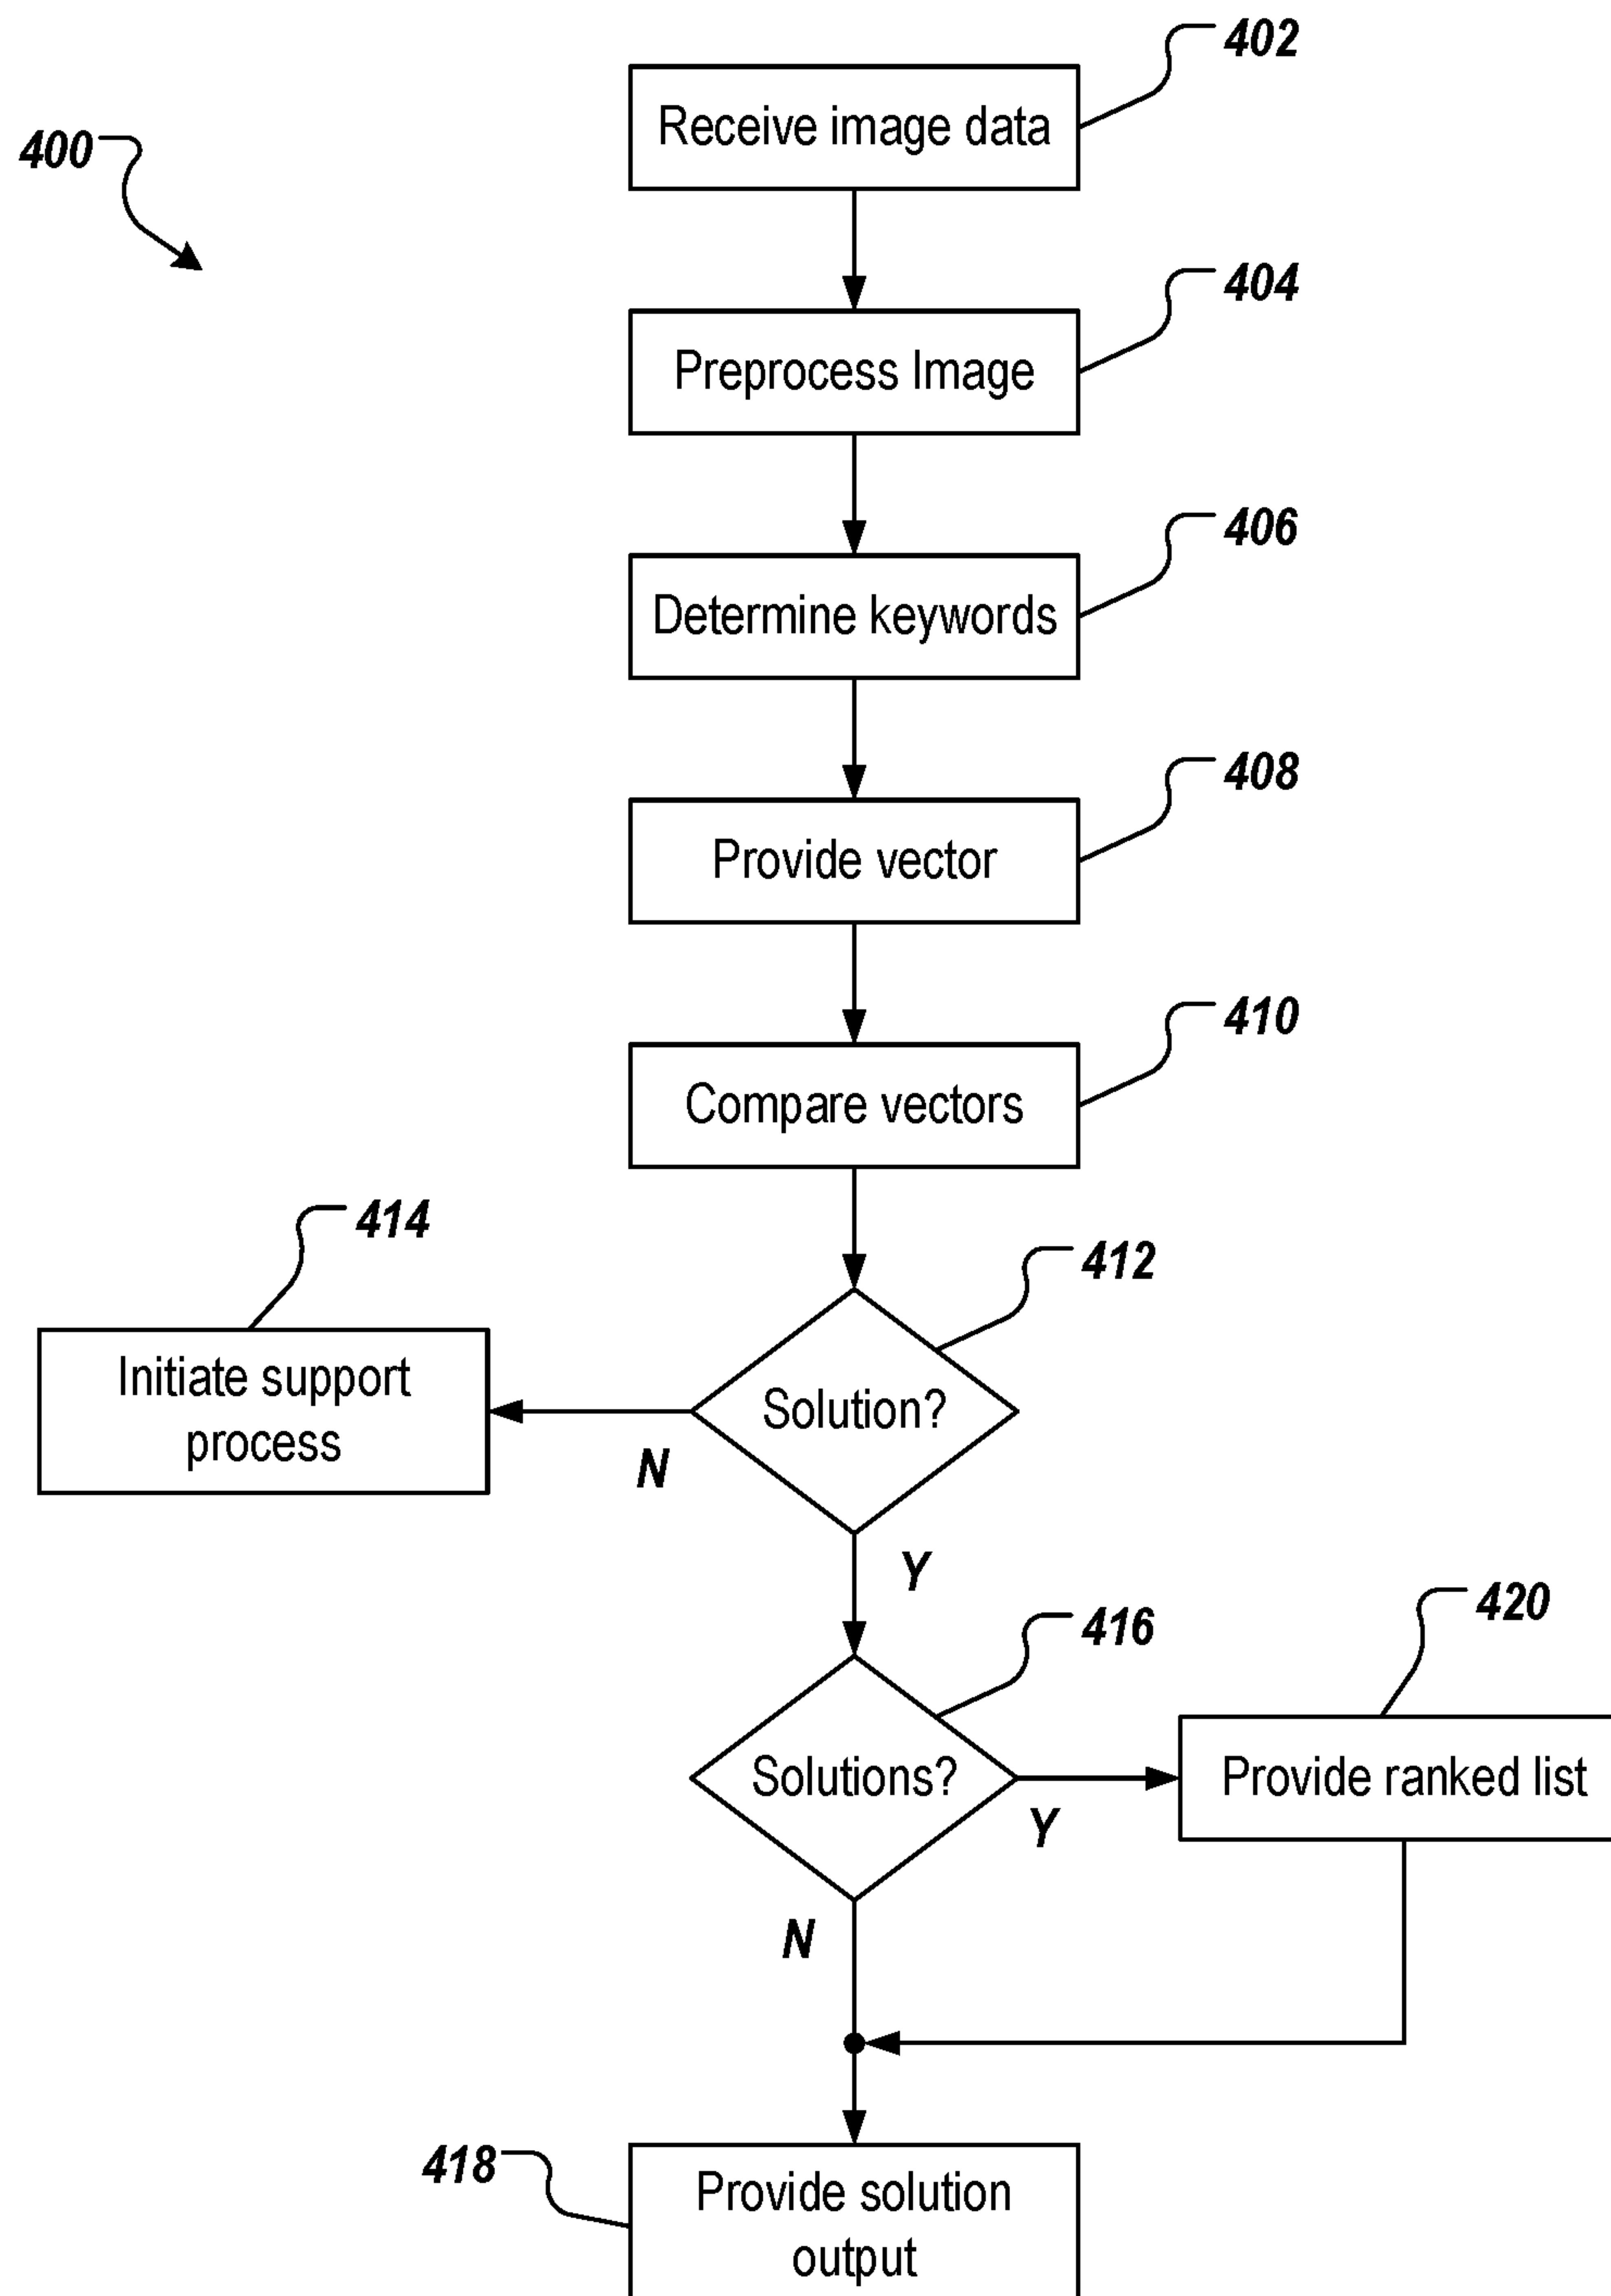 402
Receive image data
400
404
Preprocess Image
406
Determine keywords
408
Provide vector
410
Compare vectors
414
412
Initiate support
process
Solution?
N
Y
420
416
Solutions?
Provide ranked list
Y
N
418
Provide solution
output